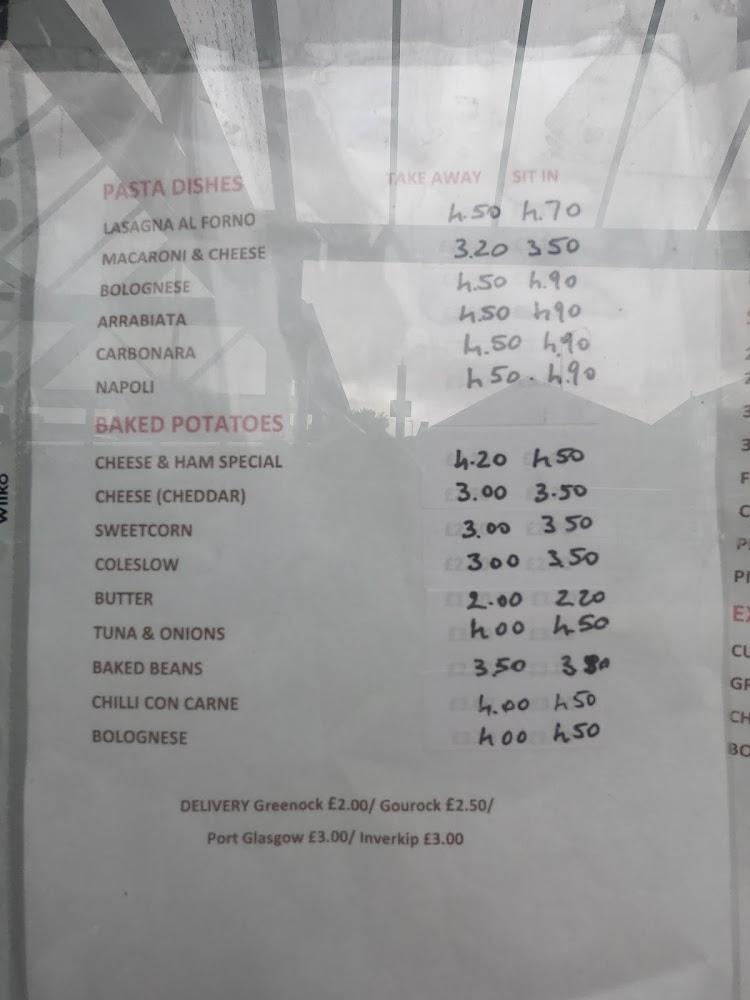 PASTA DISHES TAKE AWAY SIT IN
LASAGNA AL FORNO 4.50 4.70
MACARONI & CHEESE 3.20 3 50
BOLOGNESE 4.50 4.90
ARRABIATA 4.50 4 90
CARBONARA 4.50 4.90
NAPOLI 4 50 . 4.90
BAKED POTATOES
CHEESE & HAM SPECIAL 4.20 4 50
CHEESE (CHEDDAR) 3.00 3.50
SWEETCORN 3.00 3 50
COLESLOW 3 00 3.50
BUTTER 2.00 2 20
TUNA & ONIONS 4 00 4.50
BAKED BEANS 3.50
CHILLI CON CARNE 4.00 4 50
BOLOGNESE 4 00 4.50
DELIVERY Greenock £2.00/ Gourock £2.50/
Port Glasgow £3.00/ Inverkip £3.00
Wilko